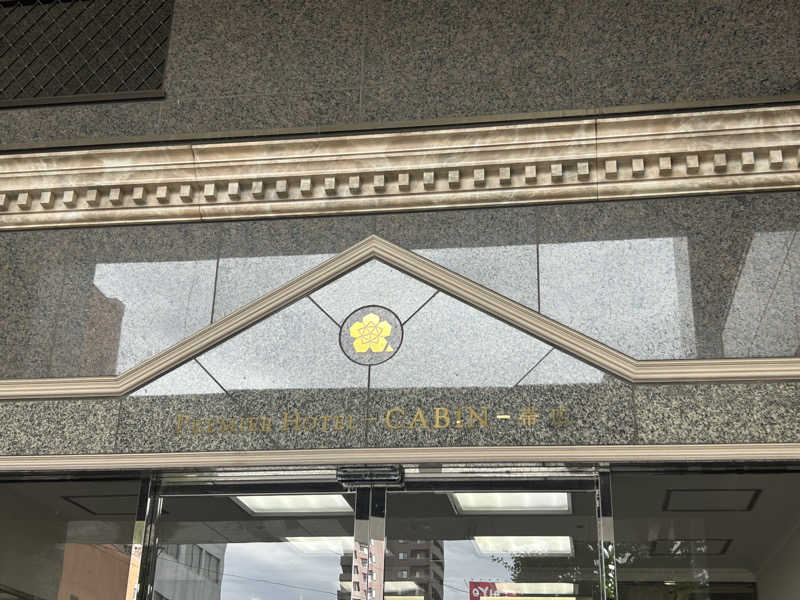 PREMIER HOTEL – CABIN – 帯広